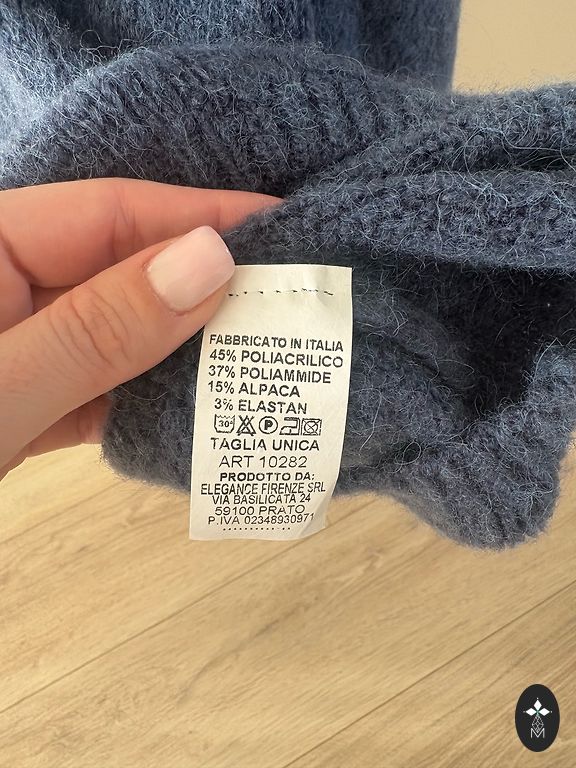 FABBRICATO IN ITALIA
45% POLIACRILICO
37% POLIAMMIDE
15% ALPACA
3% ELASTAN
30°
P
TAGLIA UNICA
ART 10282
PRODOTTO DA:
ELEGANCE FIRENZE SRL
VIA BASILICATA 24
59100 PRATO
P.IVA 02348930971
M